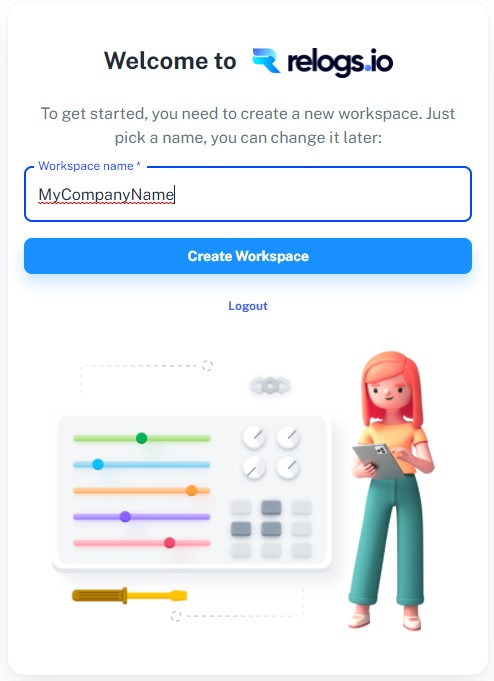 Welcome to relogs.io
To get started, you need to create a new workspace. Just
pick a name, you can change it later:
Workspace name *
MyCompanyName
Create Workspace
Logout